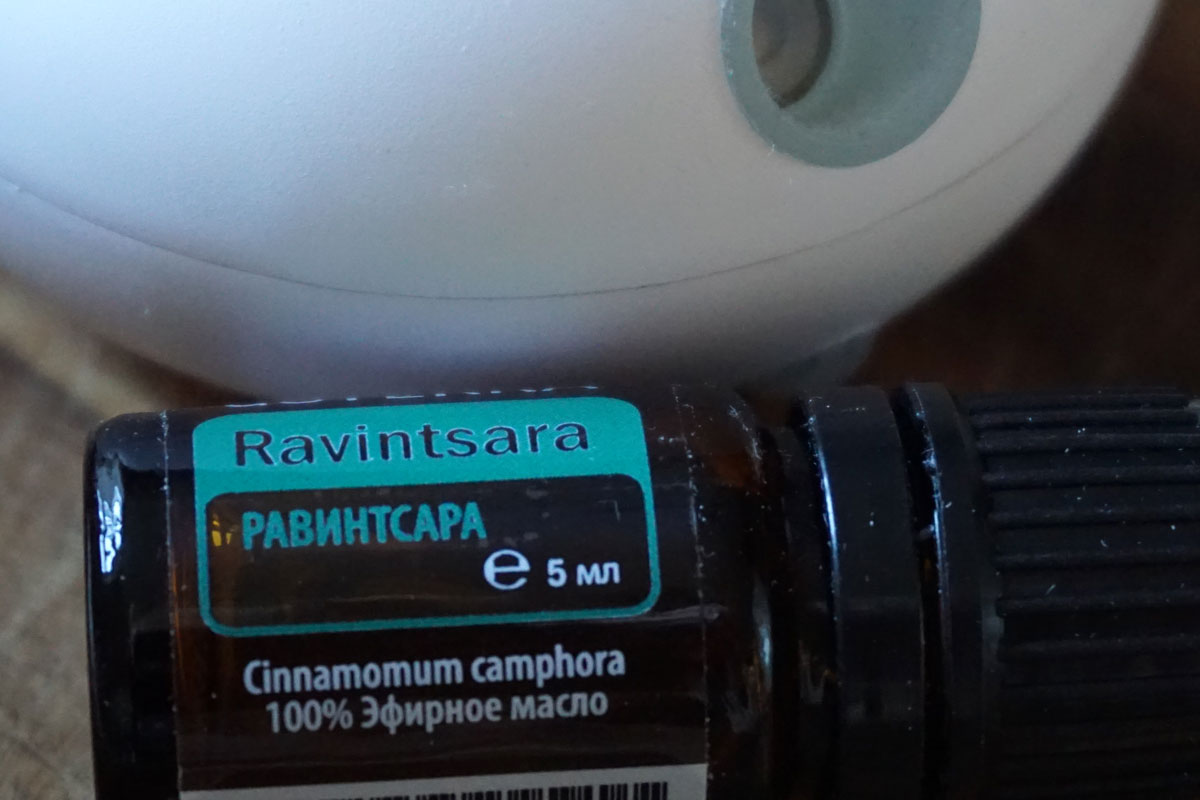 Ravintsara
РАВИНТСАРА
℮ 5 мл
Cinnamomum camphora
100% Эфирное масло